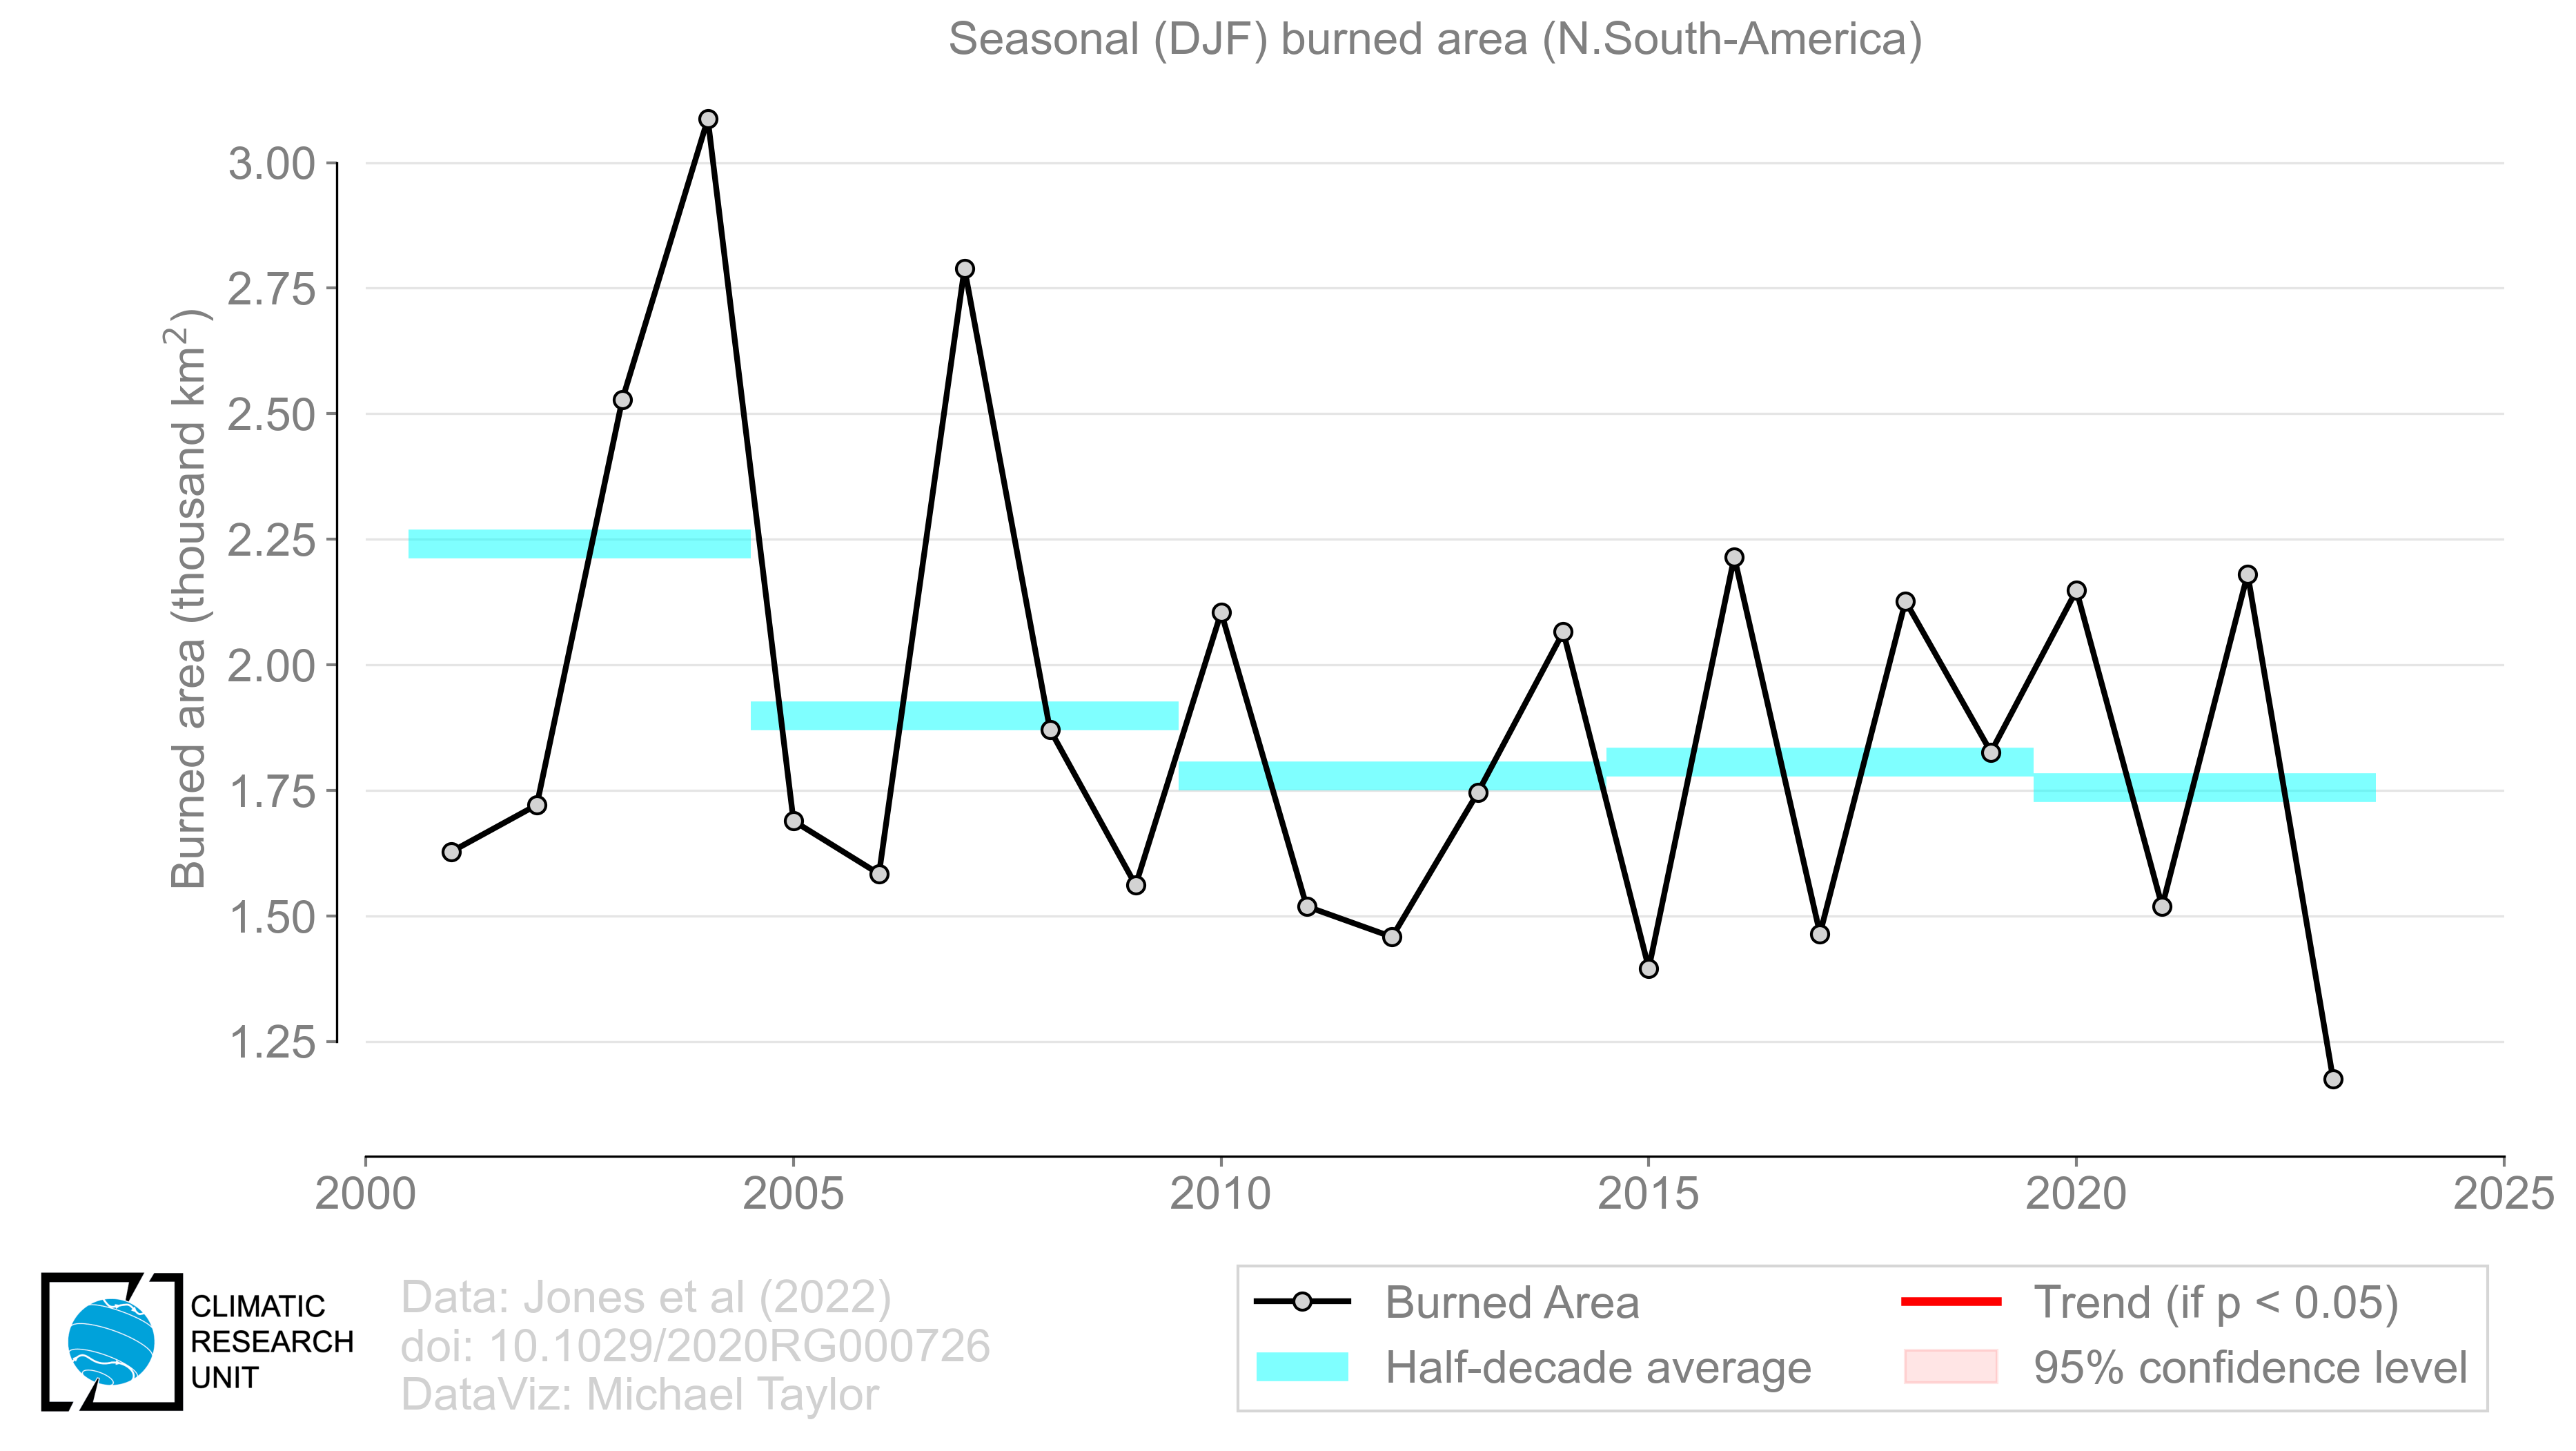 Seasonal (DJF) burned area (N.South-America)
Burned area (thousand km²)
3.00
2.75
2.50
2.25
2.00
1.75
1.50
1.25
2000
2005
2010
2015
2020
2025
CLIMATIC
RESEARCH
UNIT
Data: Jones et al (2022)
doi: 10.1029/2020RG000726
DataViz: Michael Taylor
Burned Area
Half-decade average
Trend (if p < 0.05)
95% confidence level